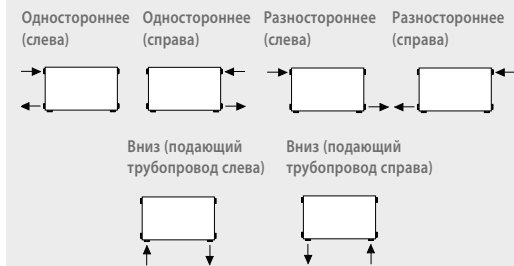 Одностороннее Одностороннее Разностороннее Разностороннее
(слева) (справа) (слева) (справа)
Вниз (подающий Вниз (подающий
трубопровод слева) трубопровод справа)